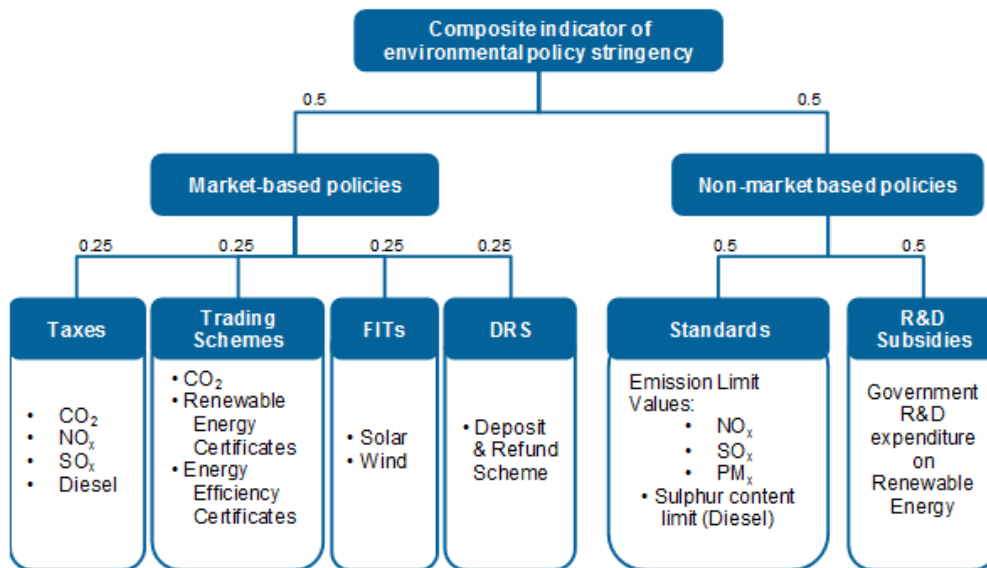 Composite indicator of
environmental policy stringency
0.5
0.5
Market-based policies
Non-market based policies
0.25
0.25
0.25
0.25
0.5
0.5
Taxes
• CO₂
• NOₓ
• SOₓ
• Diesel
Trading
Schemes
• CO₂
• Renewable
Energy
Certificates
• Energy
Efficiency
Certificates
FITs
• Solar
• Wind
DRS
• Deposit
& Refund
Scheme
Standards
Emission Limit
Values:
• NOₓ
• SOₓ
• PMₓ
• Sulphur content
limit (Diesel)
R&D
Subsidies
Government
R&D
expenditure
on
Renewable
Energy